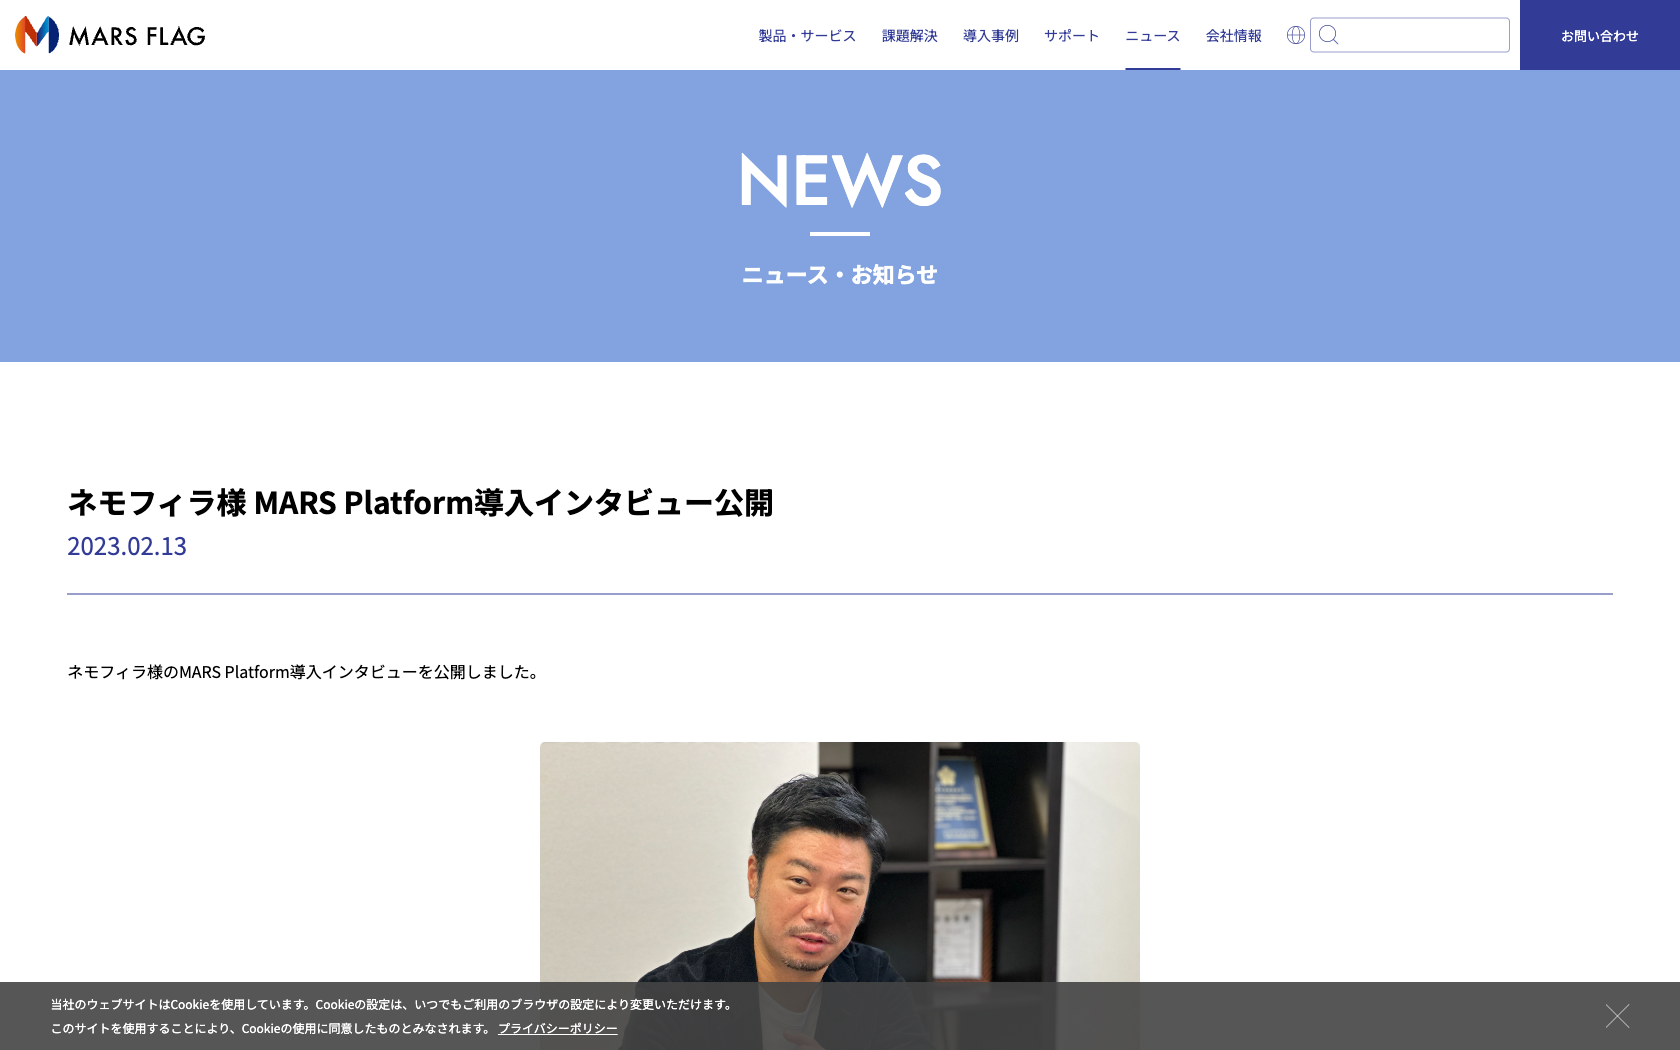 MARS FLAG
製品・サービス 課題解決 導入事例 サポート ニュース 会社情報 お問い合わせ
NEWS
ニュース・お知らせ
ネモフィラ様 MARS Platform導入インタビュー公開
2023.02.13
ネモフィラ様のMARS Platform導入インタビューを公開しました。
当社のウェブサイトはCookieを使用しています。Cookieの設定は、いつでもご利用のブラウザの設定により変更いただけます。
このサイトを使用することにより、Cookieの使用に同意したものとみなされます。 プライバシーポリシー